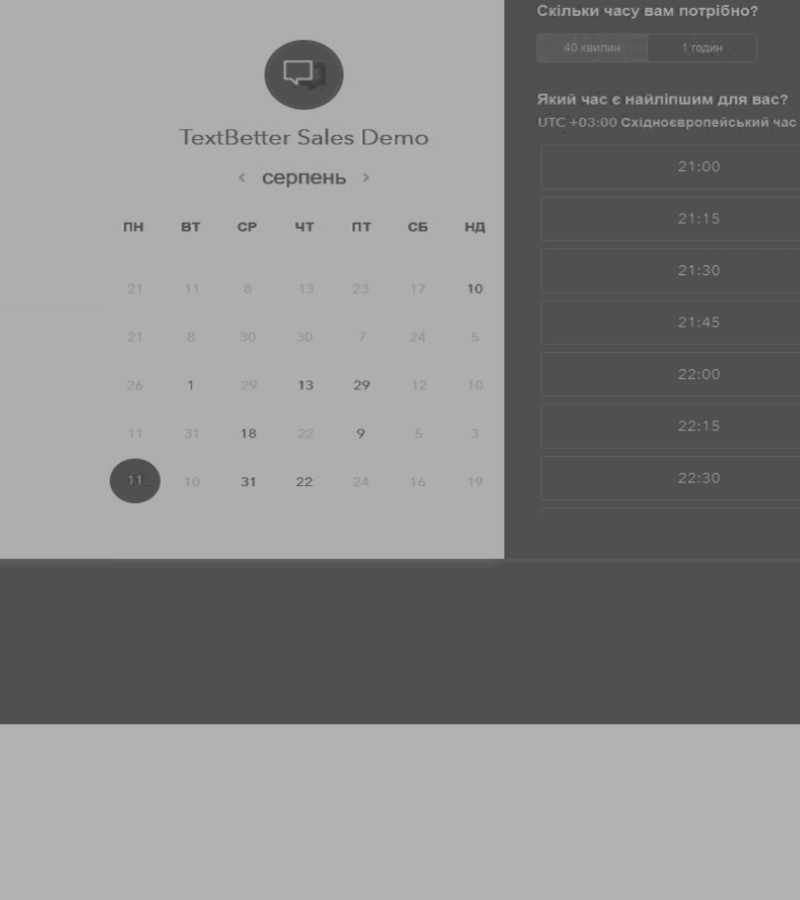 TextBetter Sales Demo
серпень
ПН ВТ СР ЧТ ПТ СБ НД
21 11 8 13 23 17 10
21 8 30 30 7 24 5
26 1 29 13 29 12 10
11 31 18 22 9 5 3
11 10 31 22 24 16 19
Скільки часу вам потрібно?
40 хвилин 1 годин
Який час є найліпшим для вас?
UTC +03:00 Східноєвропейський час
21:00
21:15
21:30
21:45
22:00
22:15
22:30